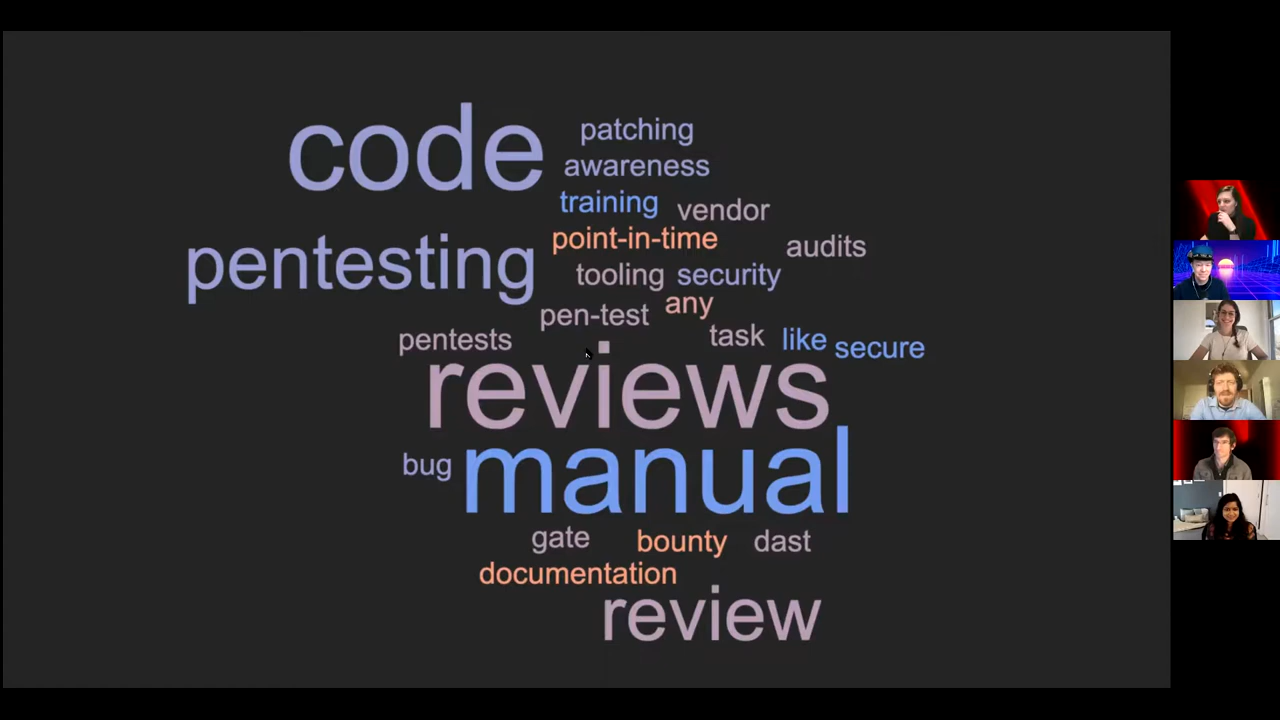 code
patching
awareness
training
vendor
point-in-time
audits
pentesting
tooling
security
any
pen-test
task
like
secure
pentests
reviews
bug
manual
gate
bounty
dast
documentation
review